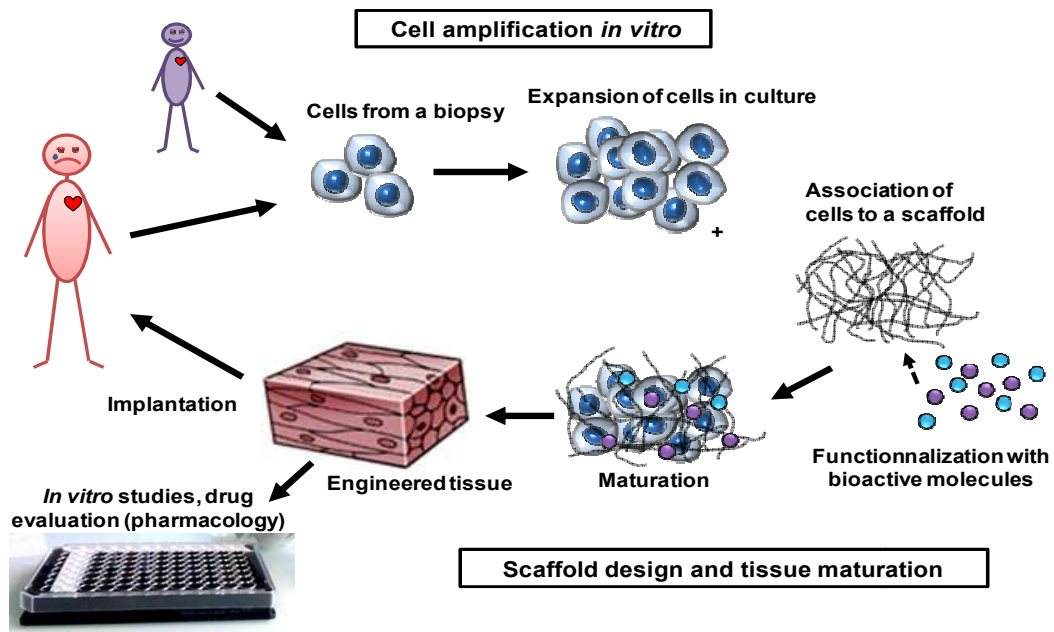 Cell amplification in vitro
Cells from a biopsy
Expansion of cells in culture
+
Association of
cells to a scaffold
Functionnalization with
bioactive molecules
Maturation
Engineered tissue
Implantation
In vitro studies, drug
evaluation (pharmacology)
Scaffold design and tissue maturation